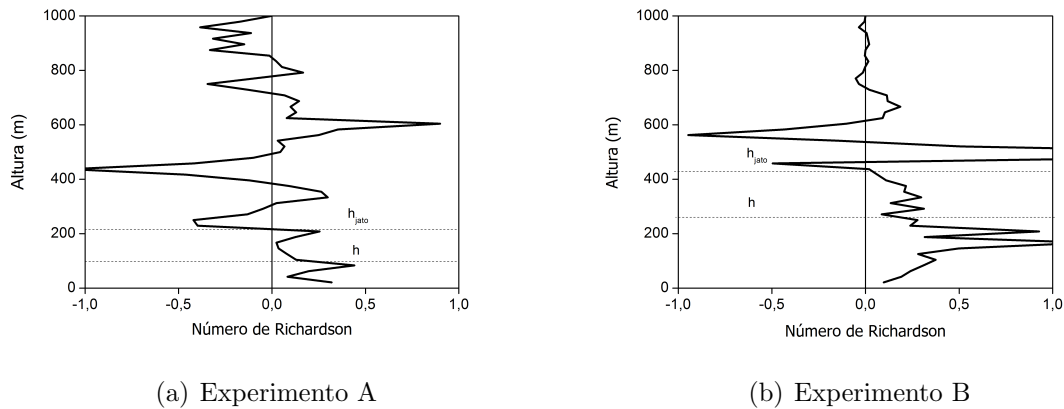 1000
800
600
400
200
0
Altura (m)
h_jato
h
-1,0 -0,5 0,0 0,5 1,0
Número de Richardson
(a) Experimento A
1000
800
600
400
200
0
Altura (m)
h_jato
h
-1,0 -0,5 0,0 0,5 1,0
Número de Richardson
(b) Experimento B